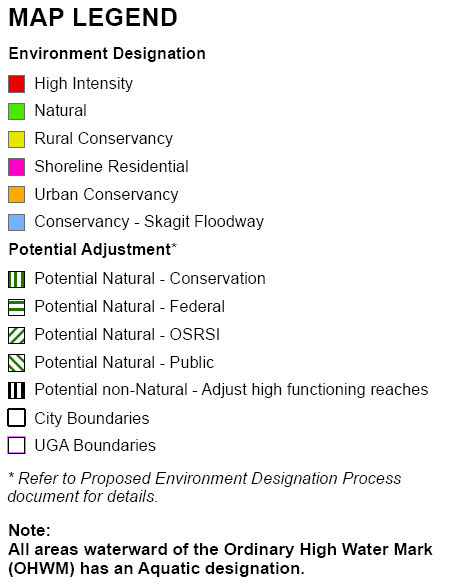 MAP LEGEND
Environment Designation
High Intensity
Natural
Rural Conservancy
Shoreline Residential
Urban Conservancy
Conservancy - Skagit Floodway
Potential Adjustment*
Potential Natural - Conservation
Potential Natural - Federal
Potential Natural - OSRSI
Potential Natural - Public
Potential non-Natural - Adjust high functioning reaches
City Boundaries
UGA Boundaries
* Refer to Proposed Environment Designation Process
document for details.
Note:
All areas waterward of the Ordinary High Water Mark
(OHWM) has an Aquatic designation.